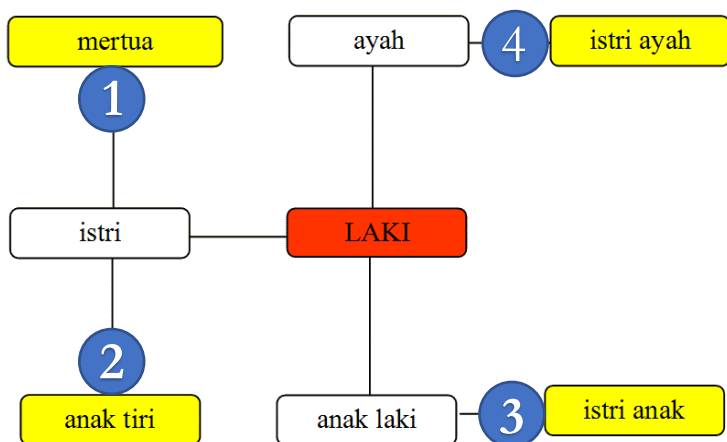 mertua
ayah
4
istri ayah
1
istri
LAKI
2
anak tiri
anak laki
3
istri anak